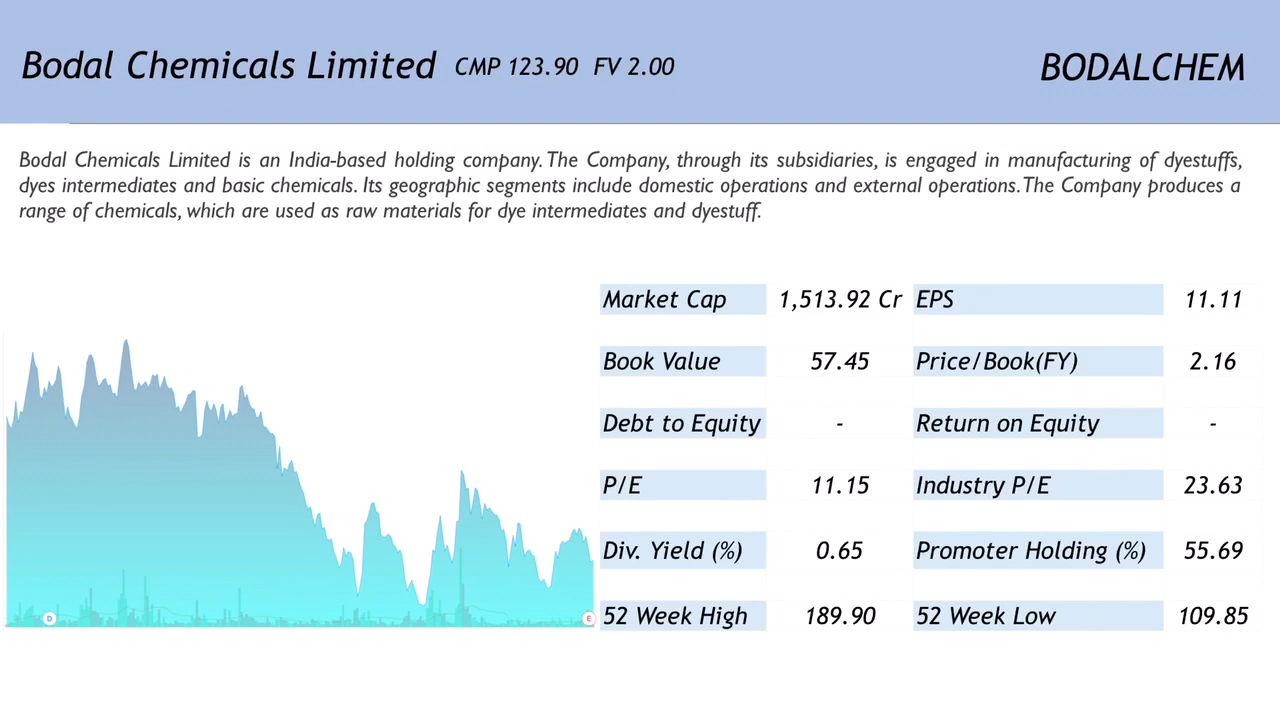 Bodal Chemicals Limited CMP 123.90 FV 2.00 BODALCHEM
Bodal Chemicals Limited is an India-based holding company. The Company, through its subsidiaries, is engaged in manufacturing of dyestuffs,
dyes intermediates and basic chemicals. Its geographic segments include domestic operations and external operations. The Company produces a
range of chemicals, which are used as raw materials for dye intermediates and dyestuff.
Market Cap 1,513.92 Cr EPS 11.11
Book Value 57.45 Price/Book(FY) 2.16
Debt to Equity - Return on Equity -
P/E 11.15 Industry P/E 23.63
Div. Yield (%) 0.65 Promoter Holding (%) 55.69
52 Week High 189.90 52 Week Low 109.85
D E